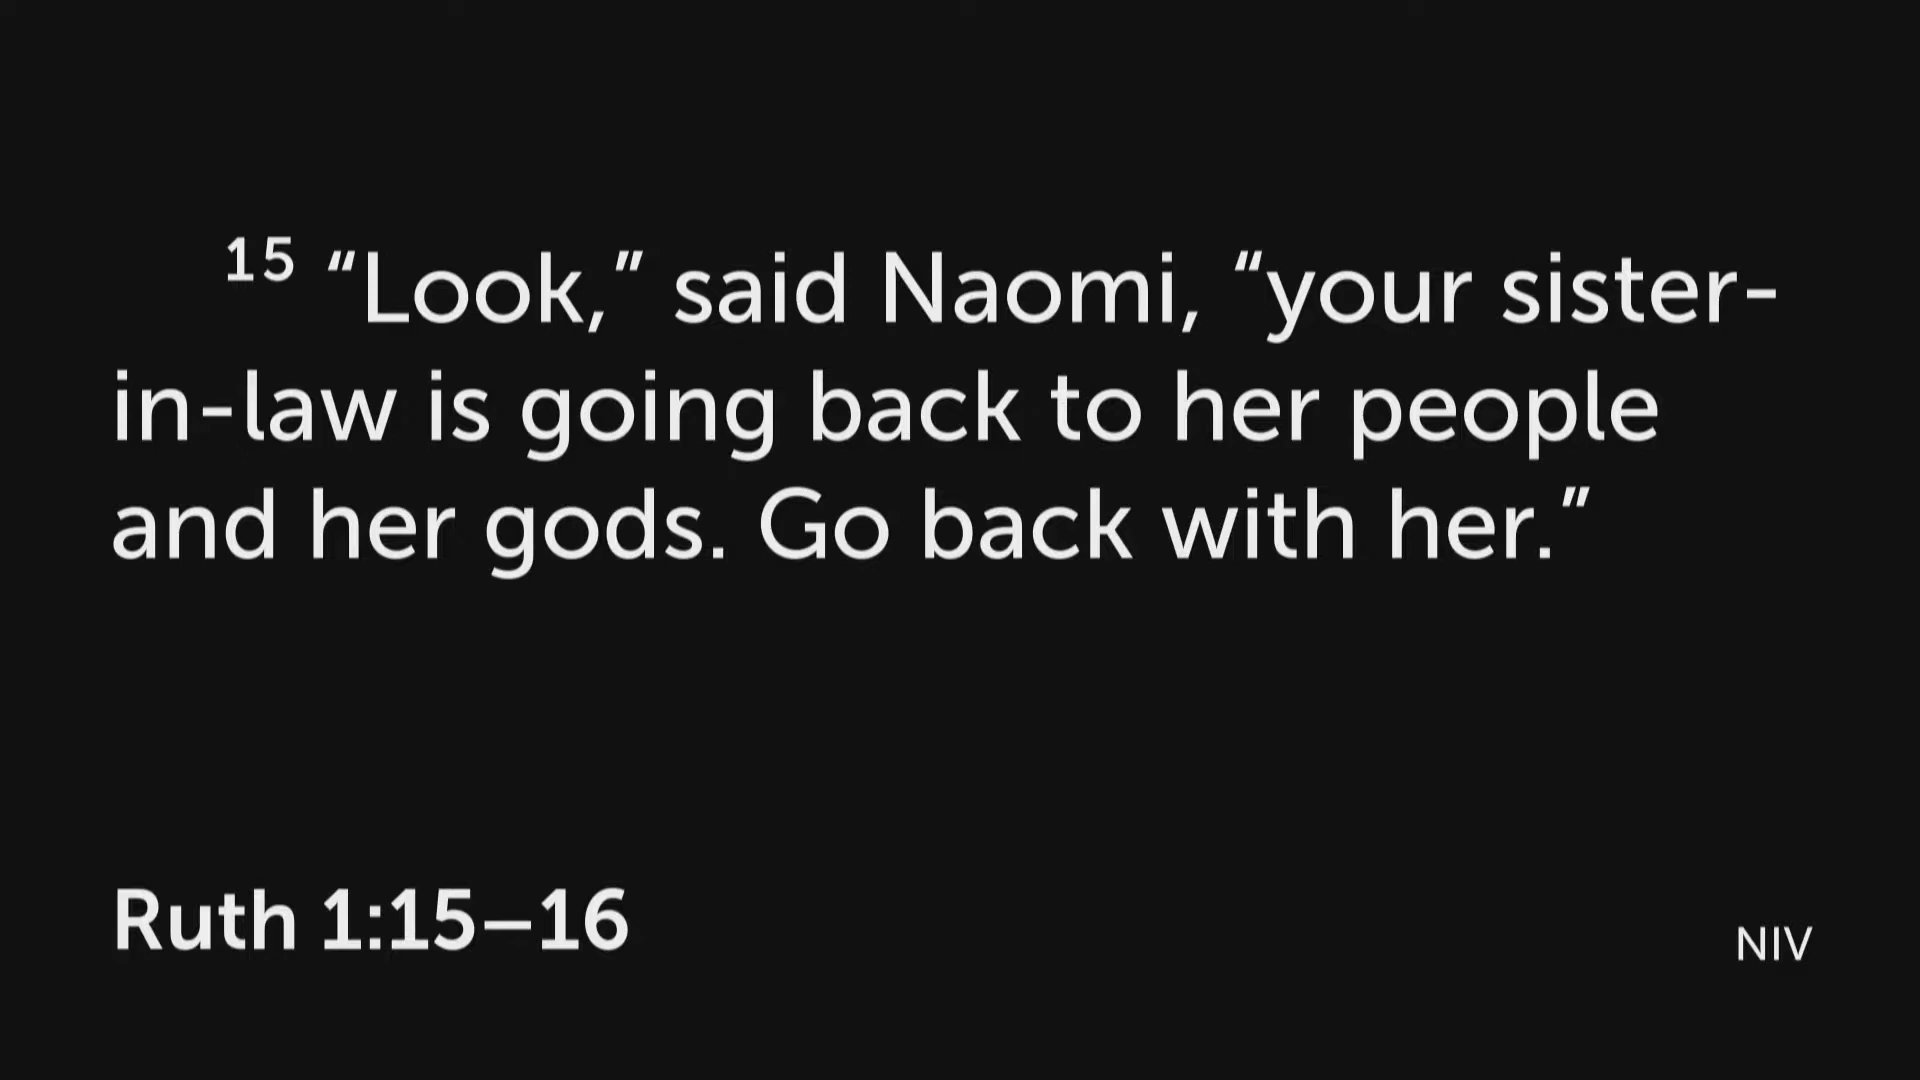 15 “Look,” said Naomi, “your sister-
in-law is going back to her people
and her gods. Go back with her.”
Ruth 1:15–16
NIV